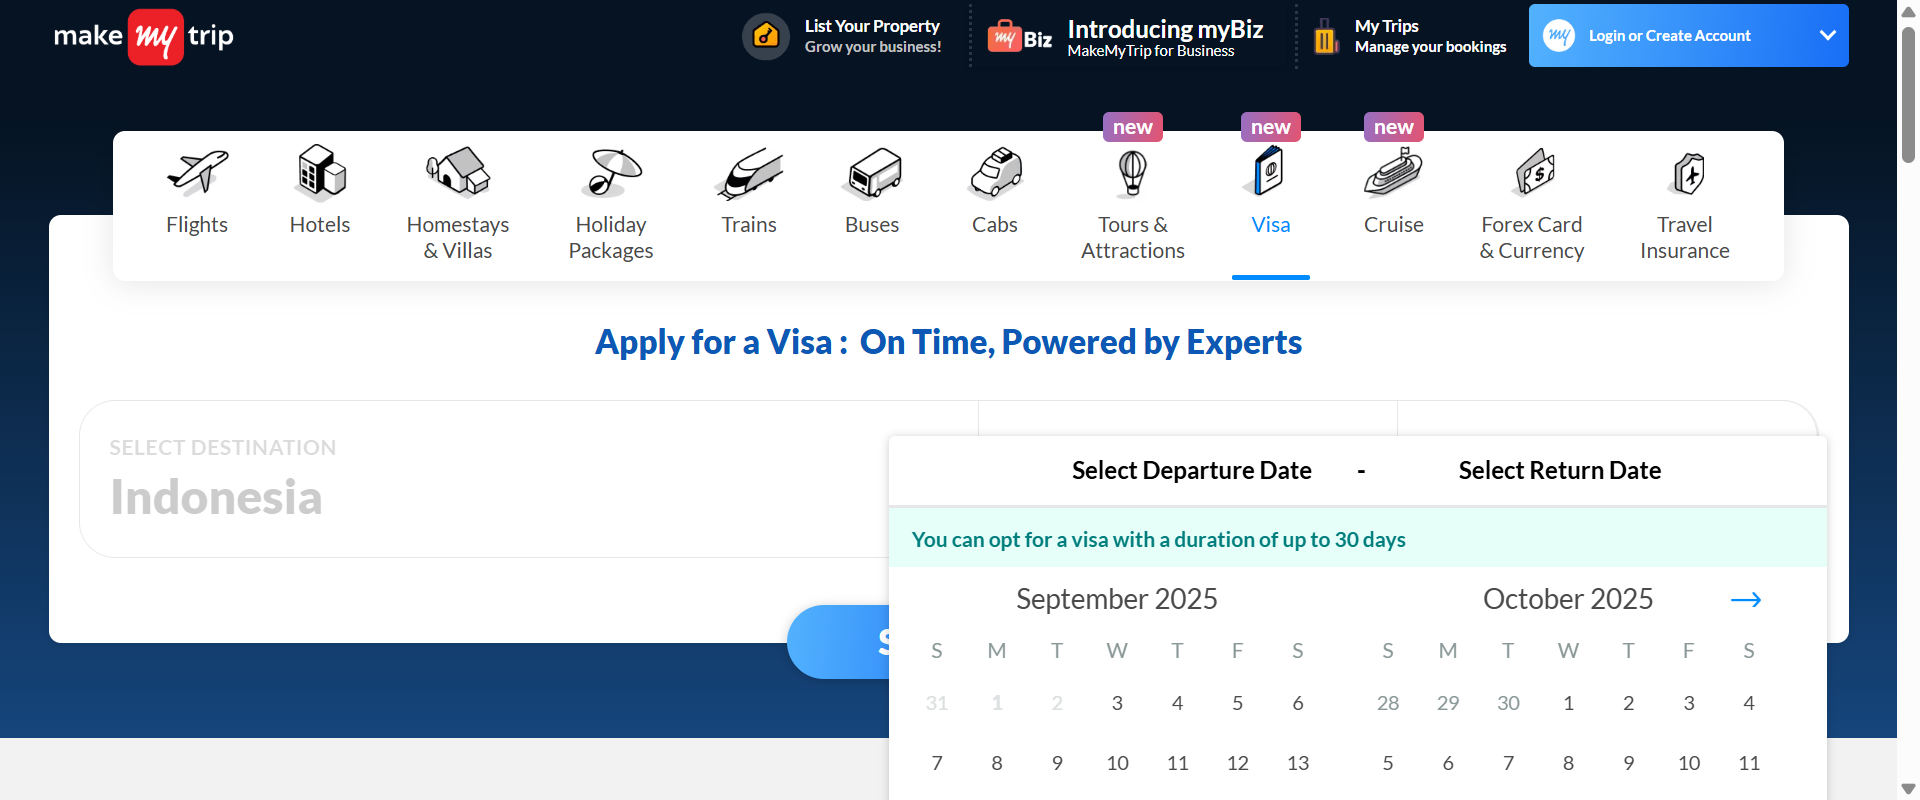 make my trip
List Your Property
Grow your business!
my Biz
Introducing myBiz
MakeMyTrip for Business
My Trips
Manage your bookings
my Login or Create Account
new
new
new
Flights
Hotels
Homestays
& Villas
Holiday
Packages
Trains
Buses
Cabs
Tours &
Attractions
Visa
Cruise
Forex Card
& Currency
Travel
Insurance
Apply for a Visa : On Time, Powered by Experts
SELECT DESTINATION
Indonesia
Select Departure Date - Select Return Date
You can opt for a visa with a duration of up to 30 days
September 2025
S M T W T F S
31 1 2 3 4 5 6
7 8 9 10 11 12 13
October 2025
S M T W T F S
28 29 30 1 2 3 4
5 6 7 8 9 10 11